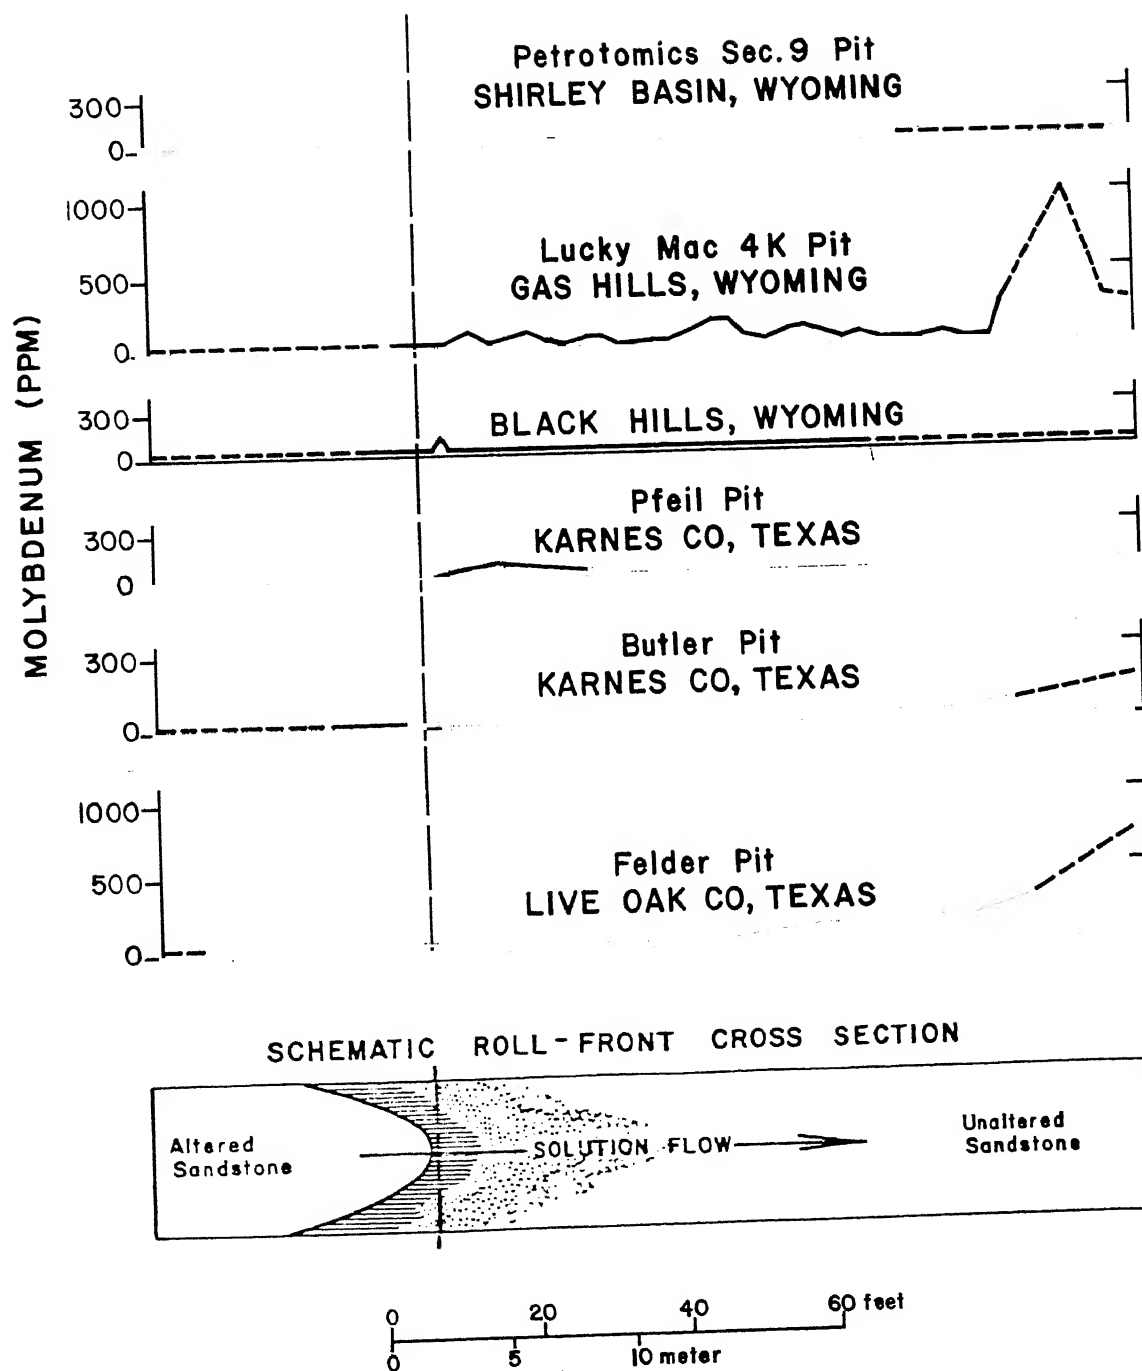 Petrotomics Sec. 9 Pit
SHIRLEY BASIN, WYOMING
300
0
Lucky Mac 4K Pit
GAS HILLS, WYOMING
1000
500
0
BLACK HILLS, WYOMING
300
0
Pfeil Pit
KARNES CO, TEXAS
300
0
Butler Pit
KARNES CO, TEXAS
300
0
Felder Pit
LIVE OAK CO, TEXAS
1000
500
0
MOLYBDENUM (PPM)
SCHEMATIC ROLL-FRONT CROSS SECTION
Altered
Sandstone
SOLUTION FLOW
Unaltered
Sandstone
0 20 40 60 feet
0 5 10 meter